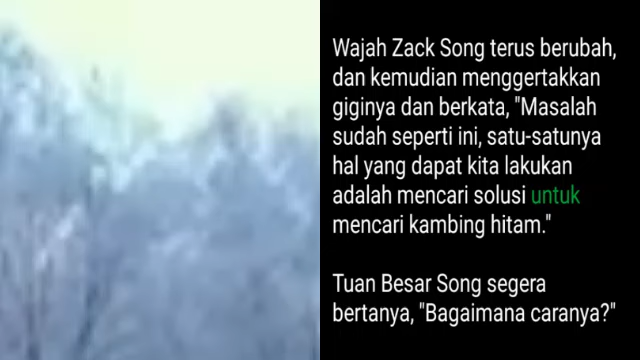 Wajah Zack Song terus berubah,
dan kemudian menggertakkan
giginya dan berkata, "Masalah
sudah seperti ini, satu-satunya
hal yang dapat kita lakukan
adalah mencari solusi untuk
mencari kambing hitam."
Tuan Besar Song segera
bertanya, "Bagaimana caranya?"